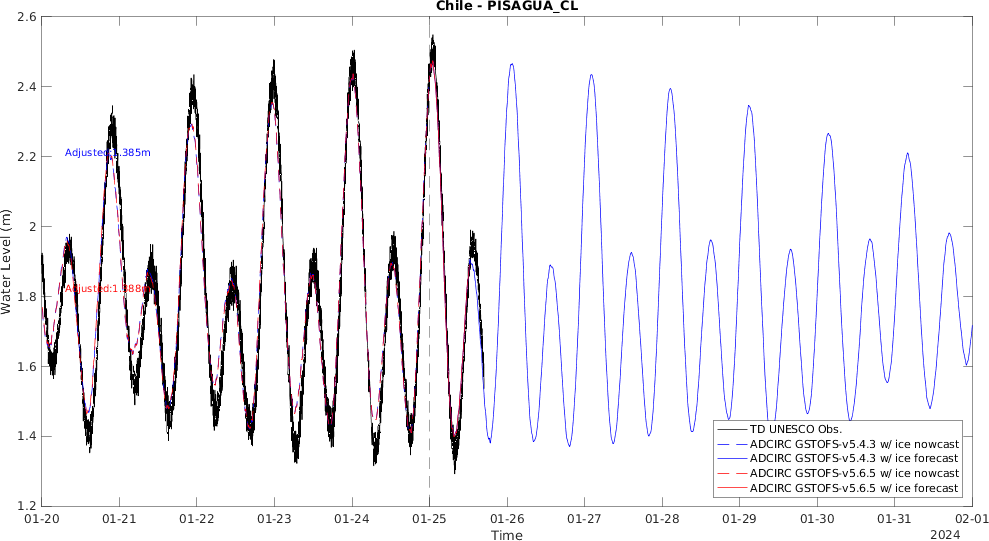 Chile - PISAGUA_CL
2.6
2.4
2.2
2
1.8
1.6
1.4
1.2
Water Level (m)
Adjusted:1.385m
Adjusted:1.388m
TD UNESCO Obs.
ADCIRC GSTOFS-v5.4.3 w/ ice nowcast
ADCIRC GSTOFS-v5.4.3 w/ ice forecast
ADCIRC GSTOFS-v5.6.5 w/ ice nowcast
ADCIRC GSTOFS-v5.6.5 w/ ice forecast
01-20 01-21 01-22 01-23 01-24 01-25 01-26 01-27 01-28 01-29 01-30 01-31 02-01
Time
2024